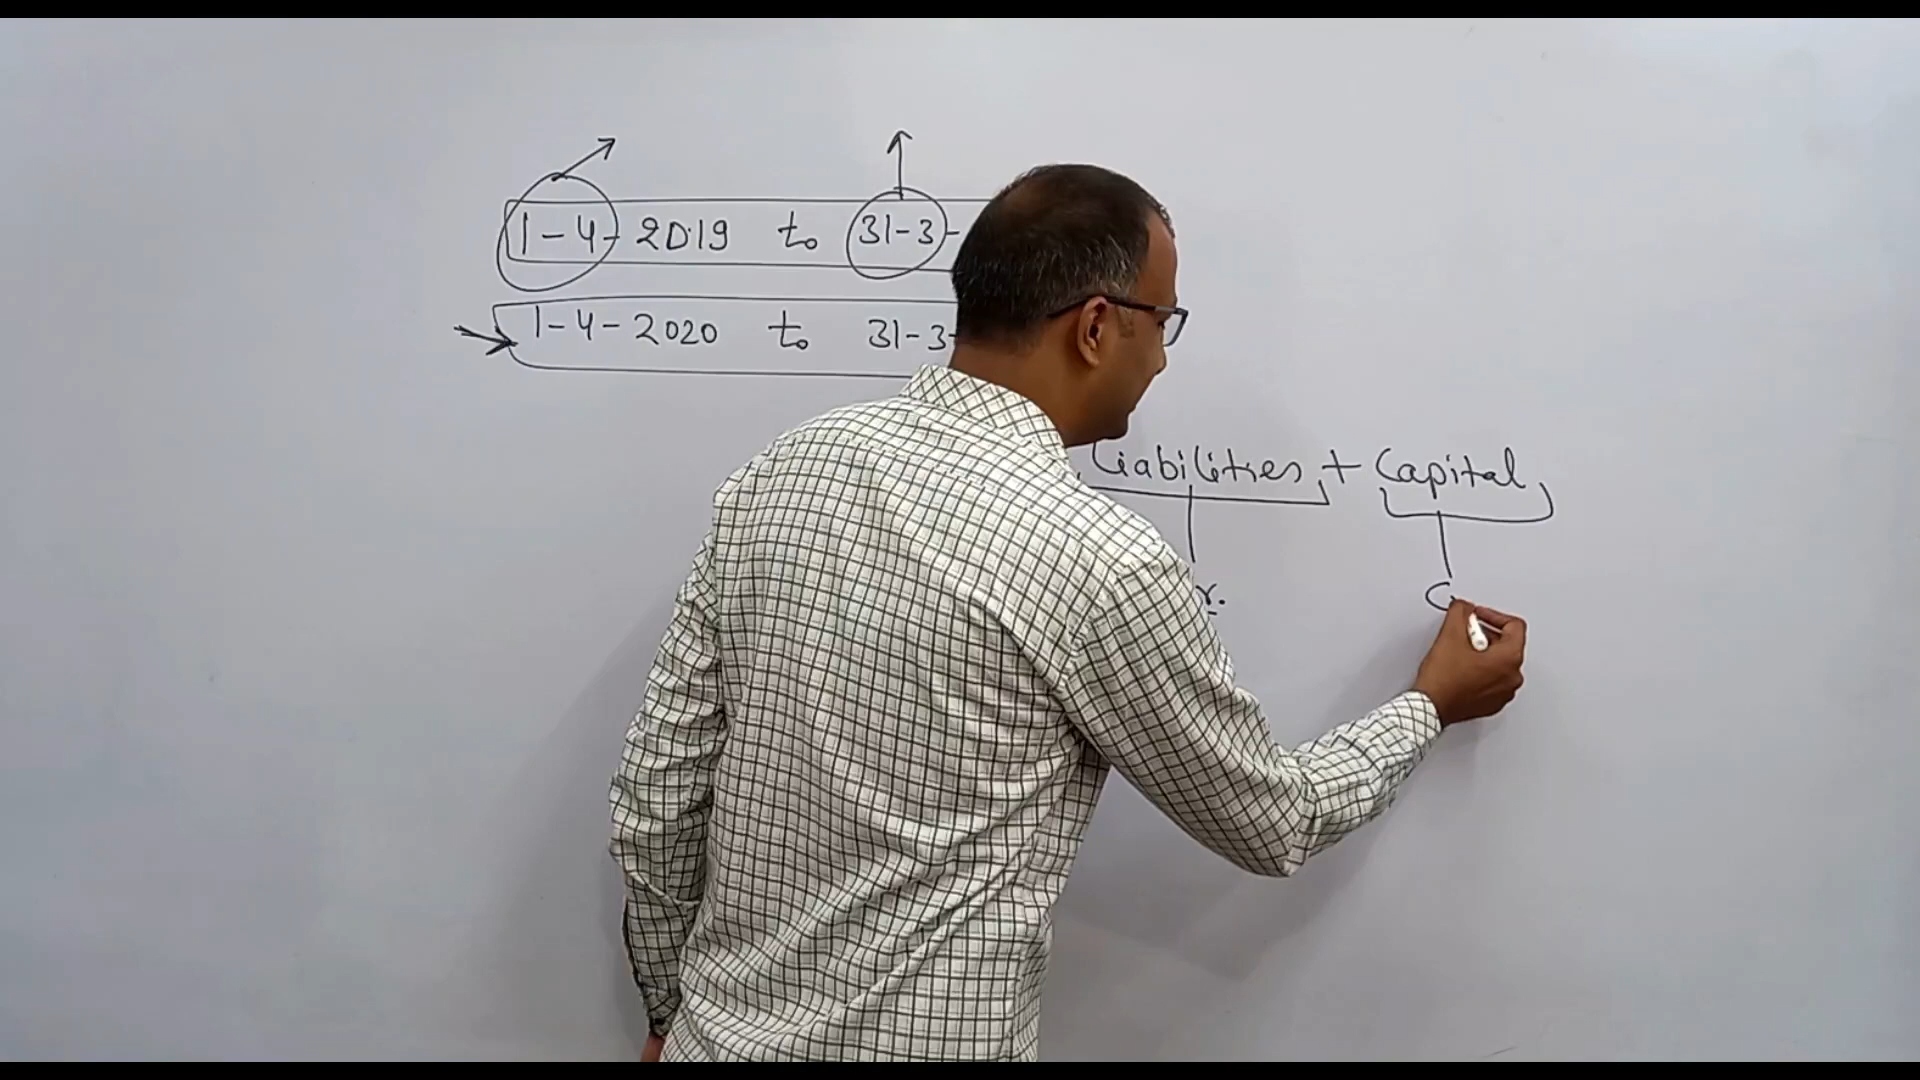 1-4-2019 to 31-3-
1-4-2020 to 31-3-
Liabilities + Capital
r. C